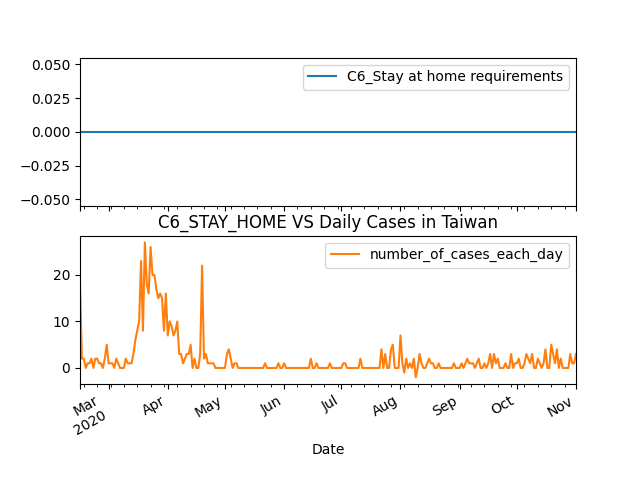 0.050
0.025
0.000
−0.025
−0.050
C6_Stay at home requirements
C6_STAY_HOME VS Daily Cases in Taiwan
20
10
0
number_of_cases_each_day
Mar
2020
Apr
May
Jun
Jul
Aug
Sep
Oct
Nov
Date